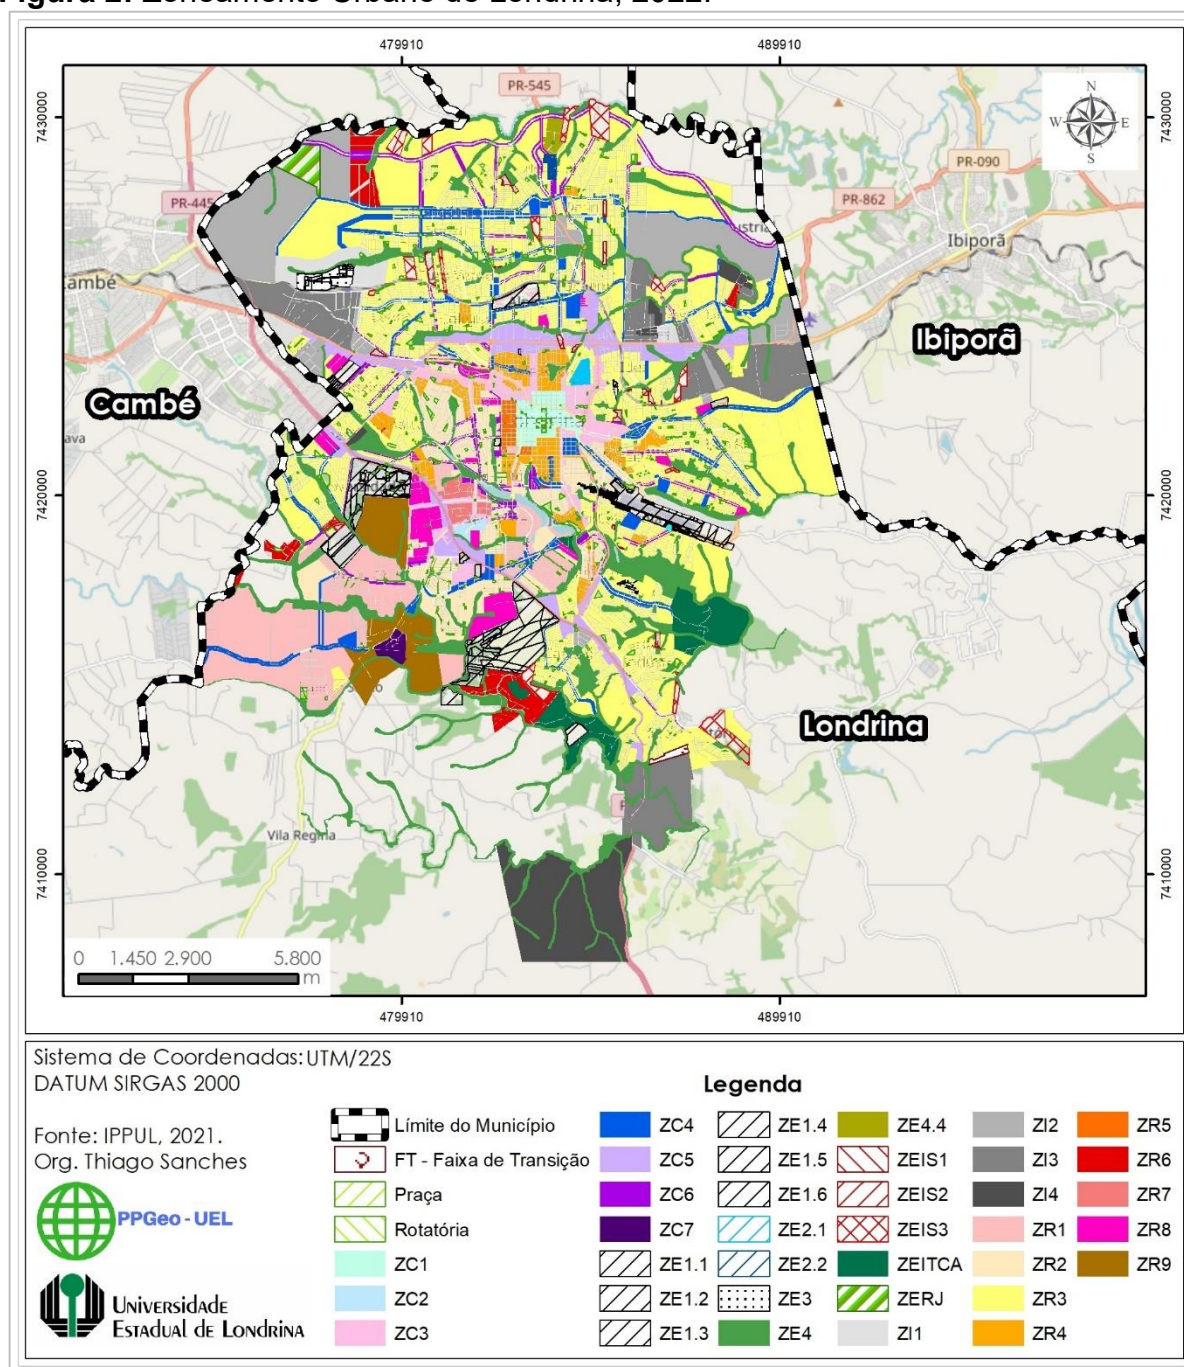 Figura 2. Zoneamento Urbano de Londrina, 2022.
479910 489910
7430000 7430000
PR-545
N
W E
S
PR-090
PR-445
PR-862
Ibiporã
Ibiporã
Cambé
7420000 7420000
Londrina
Vila Regina
7410000 7410000
0 1.450 2.900 5.800
m
479910 489910
Sistema de Coordenadas: UTM/22S
DATUM SIRGAS 2000
Fonte: IPPUL, 2021.
Org. Thiago Sanches
PPGeo - UEL
UNIVERSIDADE
ESTADUAL DE LONDRINA
Legenda
Límite do Município
FT - Faixa de Transição
Praça
Rotatória
ZC1
ZC2
ZC3
ZC4
ZC5
ZC6
ZC7
ZE1.1
ZE1.2
ZE1.3
ZE1.4
ZE1.5
ZE1.6
ZE2.1
ZE2.2
ZE3
ZE4
ZE4.4
ZEIS1
ZEIS2
ZEIS3
ZEITCA
ZERJ
ZI1
ZI2
ZI3
ZI4
ZR1
ZR2
ZR3
ZR4
ZR5
ZR6
ZR7
ZR8
ZR9